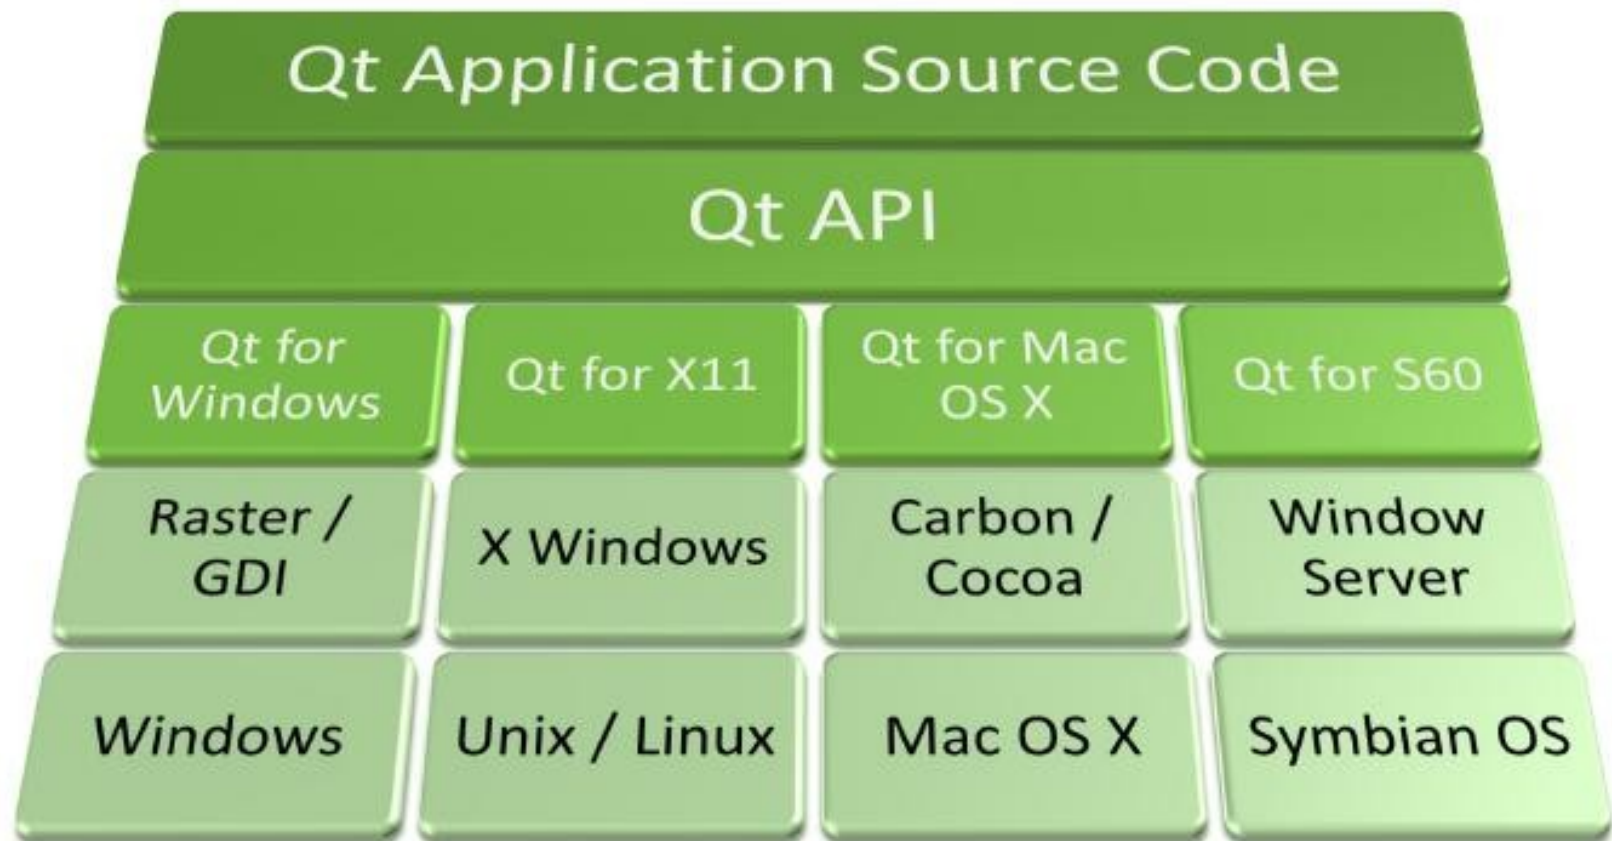 Qt Application Source Code
Qt API
Qt for
Windows
Qt for X11
Qt for Mac
OS X
Qt for S60
Raster /
GDI
X Windows
Carbon /
Cocoa
Window
Server
Windows
Unix / Linux
Mac OS X
Symbian OS